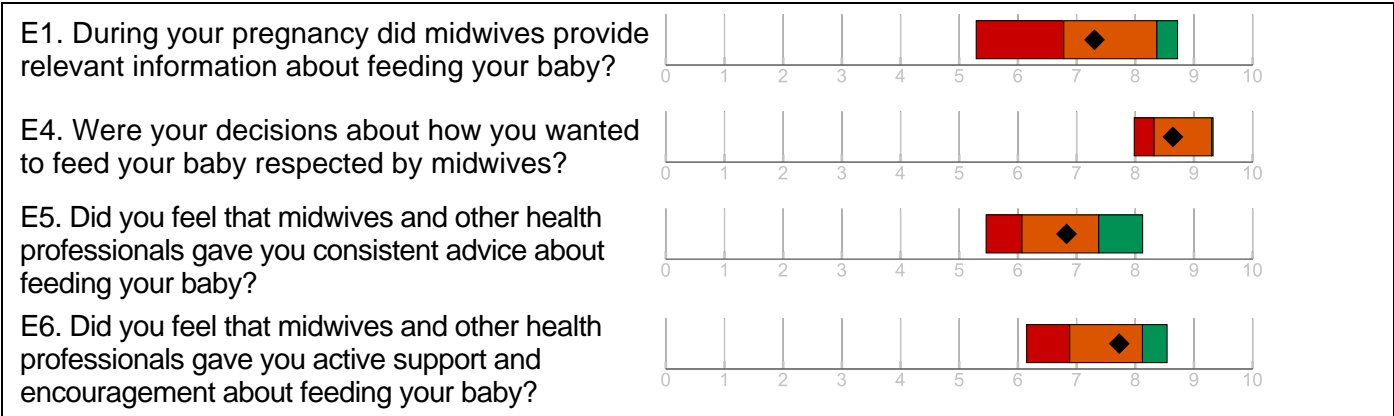 E1. During your pregnancy did midwives provide
relevant information about feeding your baby?
0 1 2 3 4 5 6 7 8 9 10
E4. Were your decisions about how you wanted
to feed your baby respected by midwives?
0 1 2 3 4 5 6 7 8 9 10
E5. Did you feel that midwives and other health
professionals gave you consistent advice about
feeding your baby?
0 1 2 3 4 5 6 7 8 9 10
E6. Did you feel that midwives and other health
professionals gave you active support and
encouragement about feeding your baby?
0 1 2 3 4 5 6 7 8 9 10